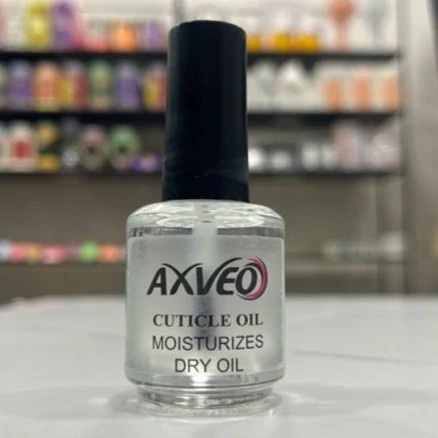 AXVEO
CUTICLE OIL
MOISTURIZES
DRY OIL